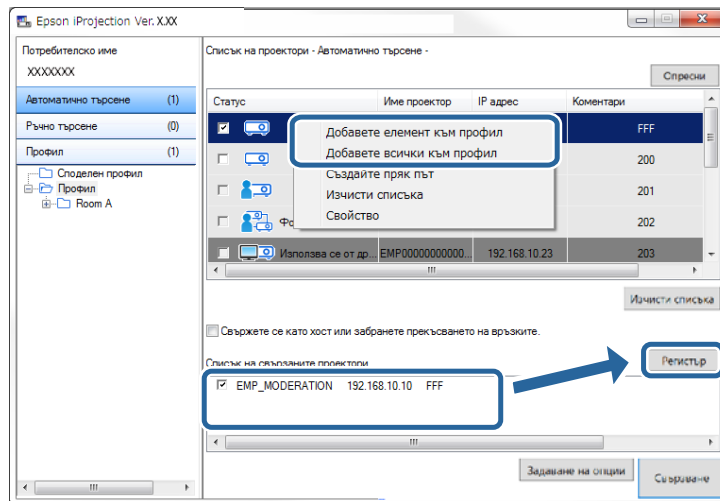 Epson iProjection Ver. X.XX
Потребителско име
XXXXXXX
Автоматично търсене (1)
Ръчно търсене (0)
Профил (1)
Споделен профил
Профил
Room A
Списък на проектори - Автоматично търсене -
Спресни
Статус Име проектор IP адрес Коментари
FFF
200
201
202
Добавете елемент към профил
Добавете всички към профил
Създайте пряк път
Изчисти списъка
Свойство
Използва се от др... EMP00000000000... 192.168.10.23 203
Изчисти списъка
Свържете се като хост или забранете прекъсването на връзките.
Списък на свързаните проектори
Регистър
EMP_MODERATION 192.168.10.10 FFF
Задаване на опции
Свързване